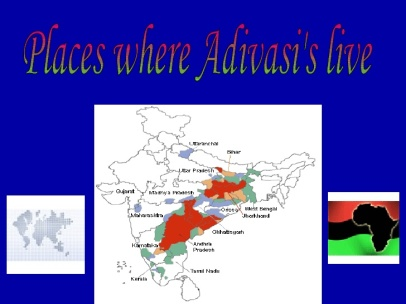 Places where Adivasi's live
Uttaranchal
Bihar
Uttar Pradesh
Gujarat
Madhya Pradesh
Maharashtra
Orissa
West Bengal
Jharkhand
Chhattisgarh
Karnataka
Andhra
Pradesh
Tamil Nadu
Kerala